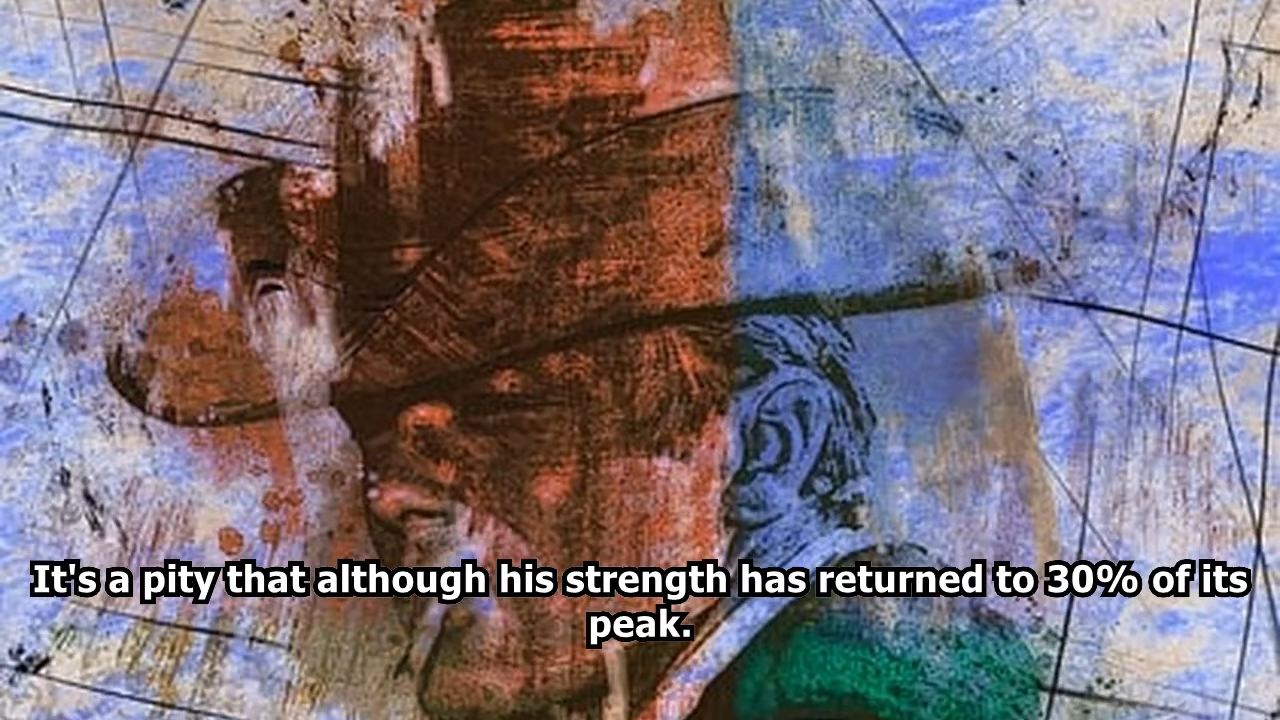 It's a pity that although his strength has returned to 30% of its
peak.